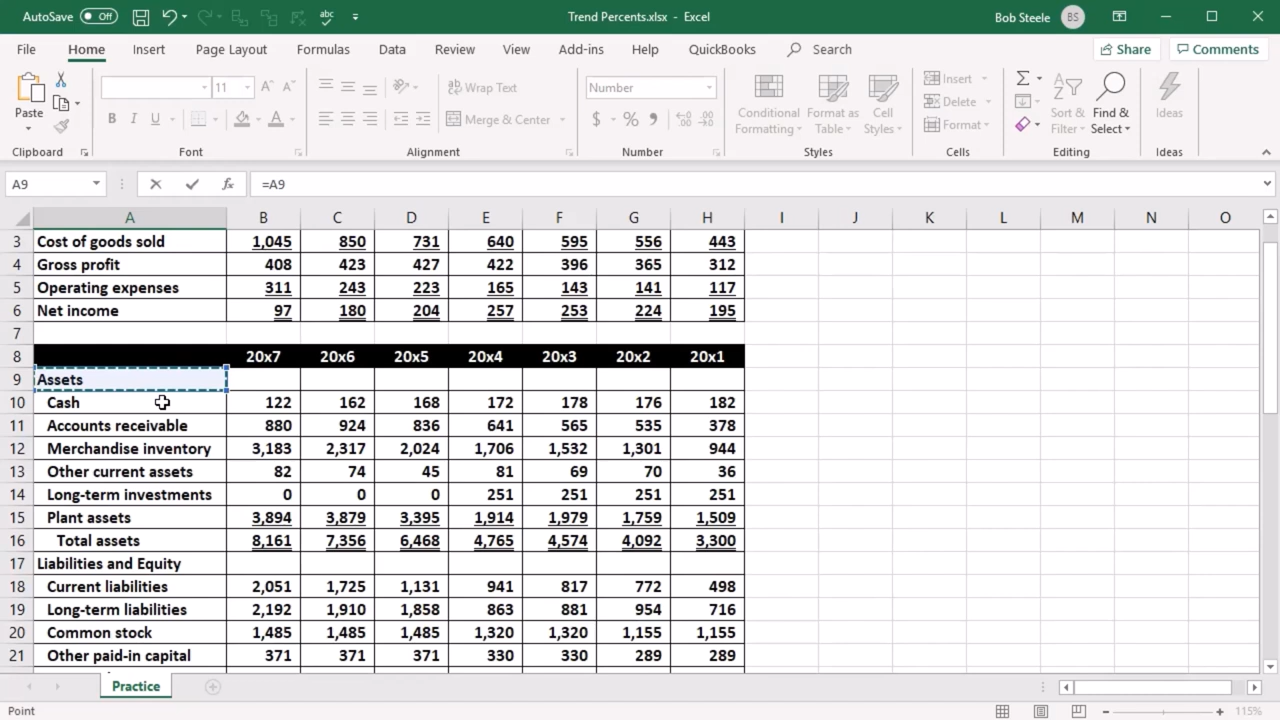 AutoSave Off Trend Percents.xlsx - Excel Bob Steele BS
File Home Insert Page Layout Formulas Data Review View Add-ins Help QuickBooks Search Share Comments
Paste 11 Wrap Text Number Conditional Formatting Format as Table Cell Styles Insert Sort & Filter Find & Select Ideas
B I U Merge & Center $ % Delete
Format
Clipboard Font Alignment Number Styles Cells Editing Ideas
A9 fx =A9
A B C D E F G H I J K L M N O
3 Cost of goods sold 1,045 850 731 640 595 556 443
4 Gross profit 408 423 427 422 396 365 312
5 Operating expenses 311 243 223 165 143 141 117
6 Net income 97 180 204 257 253 224 195
7
8 20x7 20x6 20x5 20x4 20x3 20x2 20x1
9 Assets
10 Cash 122 162 168 172 178 176 182
11 Accounts receivable 880 924 836 641 565 535 378
12 Merchandise inventory 3,183 2,317 2,024 1,706 1,532 1,301 944
13 Other current assets 82 74 45 81 69 70 36
14 Long-term investments 0 0 0 251 251 251 251
15 Plant assets 3,894 3,879 3,395 1,914 1,979 1,759 1,509
16 Total assets 8,161 7,356 6,468 4,765 4,574 4,092 3,300
17 Liabilities and Equity
18 Current liabilities 2,051 1,725 1,131 941 817 772 498
19 Long-term liabilities 2,192 1,910 1,858 863 881 954 716
20 Common stock 1,485 1,485 1,485 1,320 1,320 1,155 1,155
21 Other paid-in capital 371 371 371 330 330 289 289
Practice
Point 115%